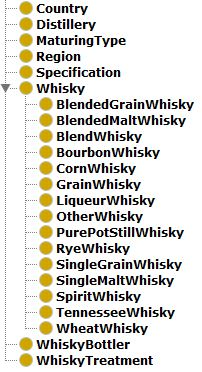 Country
Distillery
MaturingType
Region
Specification
Whisky
BlendedGrainWhisky
BlendedMaltWhisky
BlendWhisky
BourbonWhisky
CornWhisky
GrainWhisky
LiqueurWhisky
OtherWhisky
PurePotStillWhisky
RyeWhisky
SingleGrainWhisky
SingleMaltWhisky
SpiritWhisky
TennesseeWhisky
WheatWhisky
WhiskyBottler
WhiskyTreatment